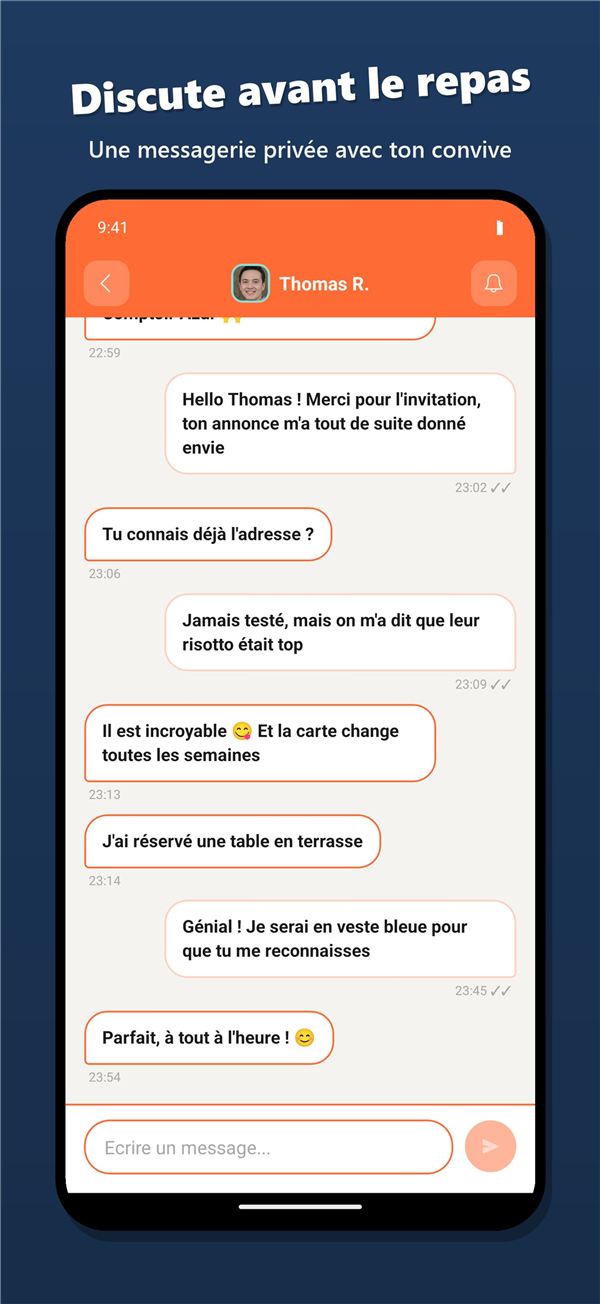 Discute avant le repas
Une messagerie privée avec ton convive
9:41
Thomas R.
Comptoir Azur 🙌
22:59
Hello Thomas ! Merci pour l'invitation,
ton annonce m'a tout de suite donné
envie
23:02 ✓✓
Tu connais déjà l'adresse ?
23:06
Jamais testé, mais on m'a dit que leur
risotto était top
23:09 ✓✓
Il est incroyable 😋 Et la carte change
toutes les semaines
23:13
J'ai réservé une table en terrasse
23:14
Génial ! Je serai en veste bleue pour
que tu me reconnaisses
23:45 ✓✓
Parfait, à tout à l'heure ! 😊
23:54
Ecrire un message...